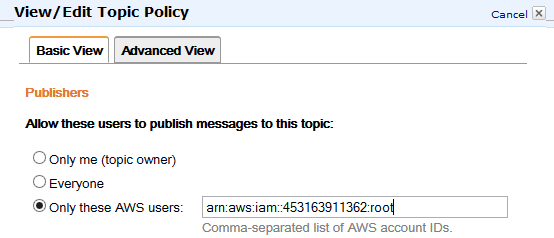 View/Edit Topic Policy
Cancel
Basic View
Advanced View
Publishers
Allow these users to publish messages to this topic:
Only me (topic owner)
Everyone
Only these AWS users: arn:aws:iam::453163911362:root
Comma-separated list of AWS account IDs.